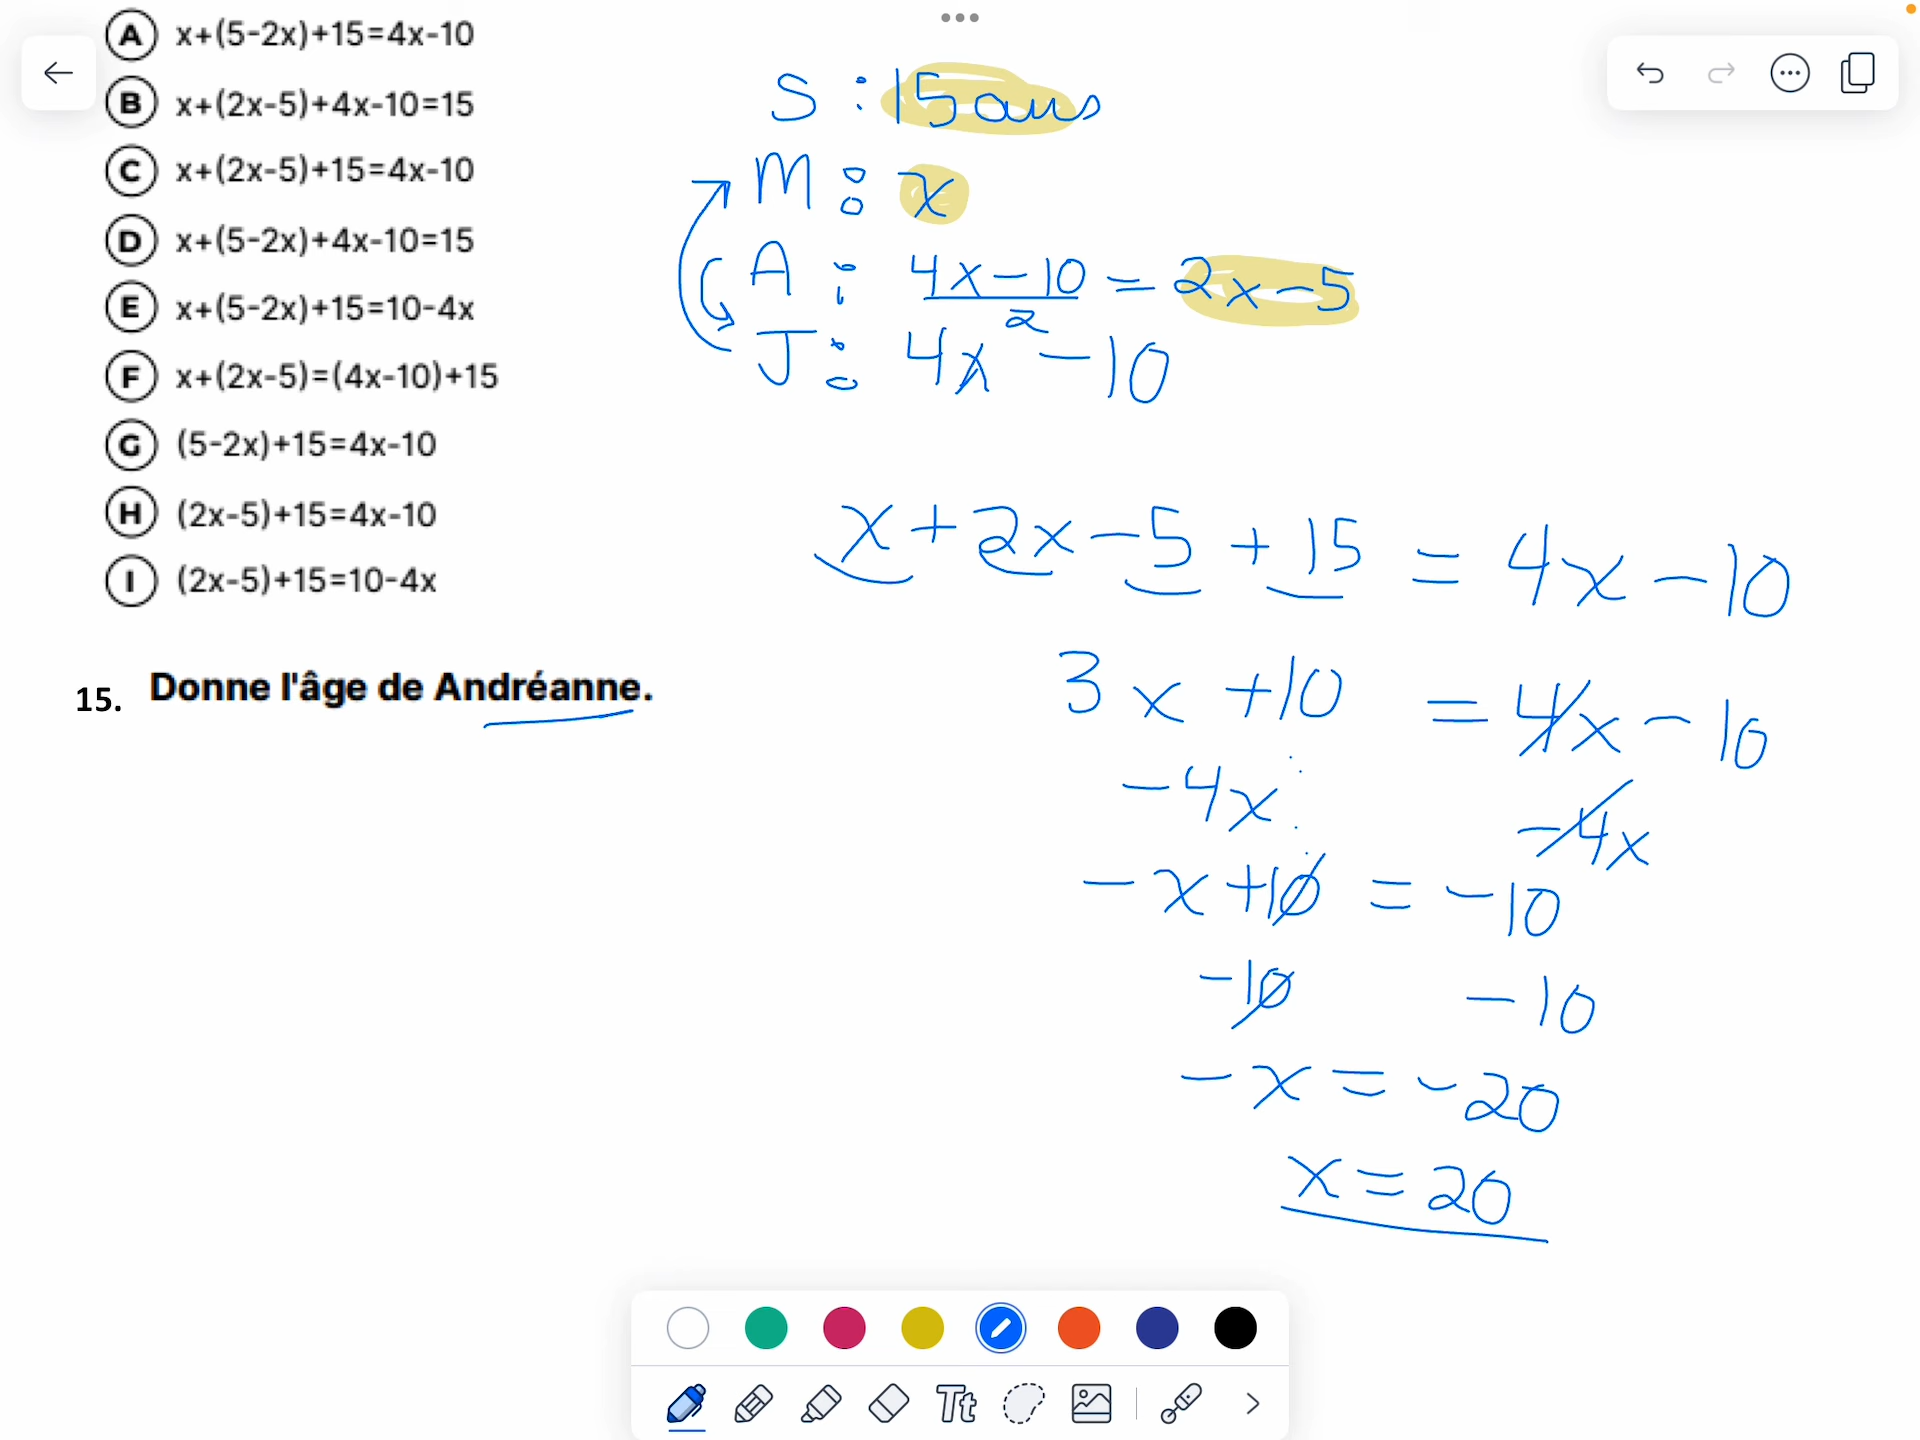 A x+(5-2x)+15=4x-10
B x+(2x-5)+4x-10=15
C x+(2x-5)+15=4x-10
D x+(5-2x)+4x-10=15
E x+(5-2x)+15=10-4x
F x+(2x-5)=(4x-10)+15
G (5-2x)+15=4x-10
H (2x-5)+15=4x-10
I (2x-5)+15=10-4x
15. Donne l'âge de Andréanne.
S : 15 ans
M : x
A : 4x-10/2 = 2x-5
J : 4x-10
x+2x-5+15 = 4x-10
3x+10 = 4x-10
-4x -4x
-x+10 = -10
-10 -10
-x = -20
x = 20
Tt